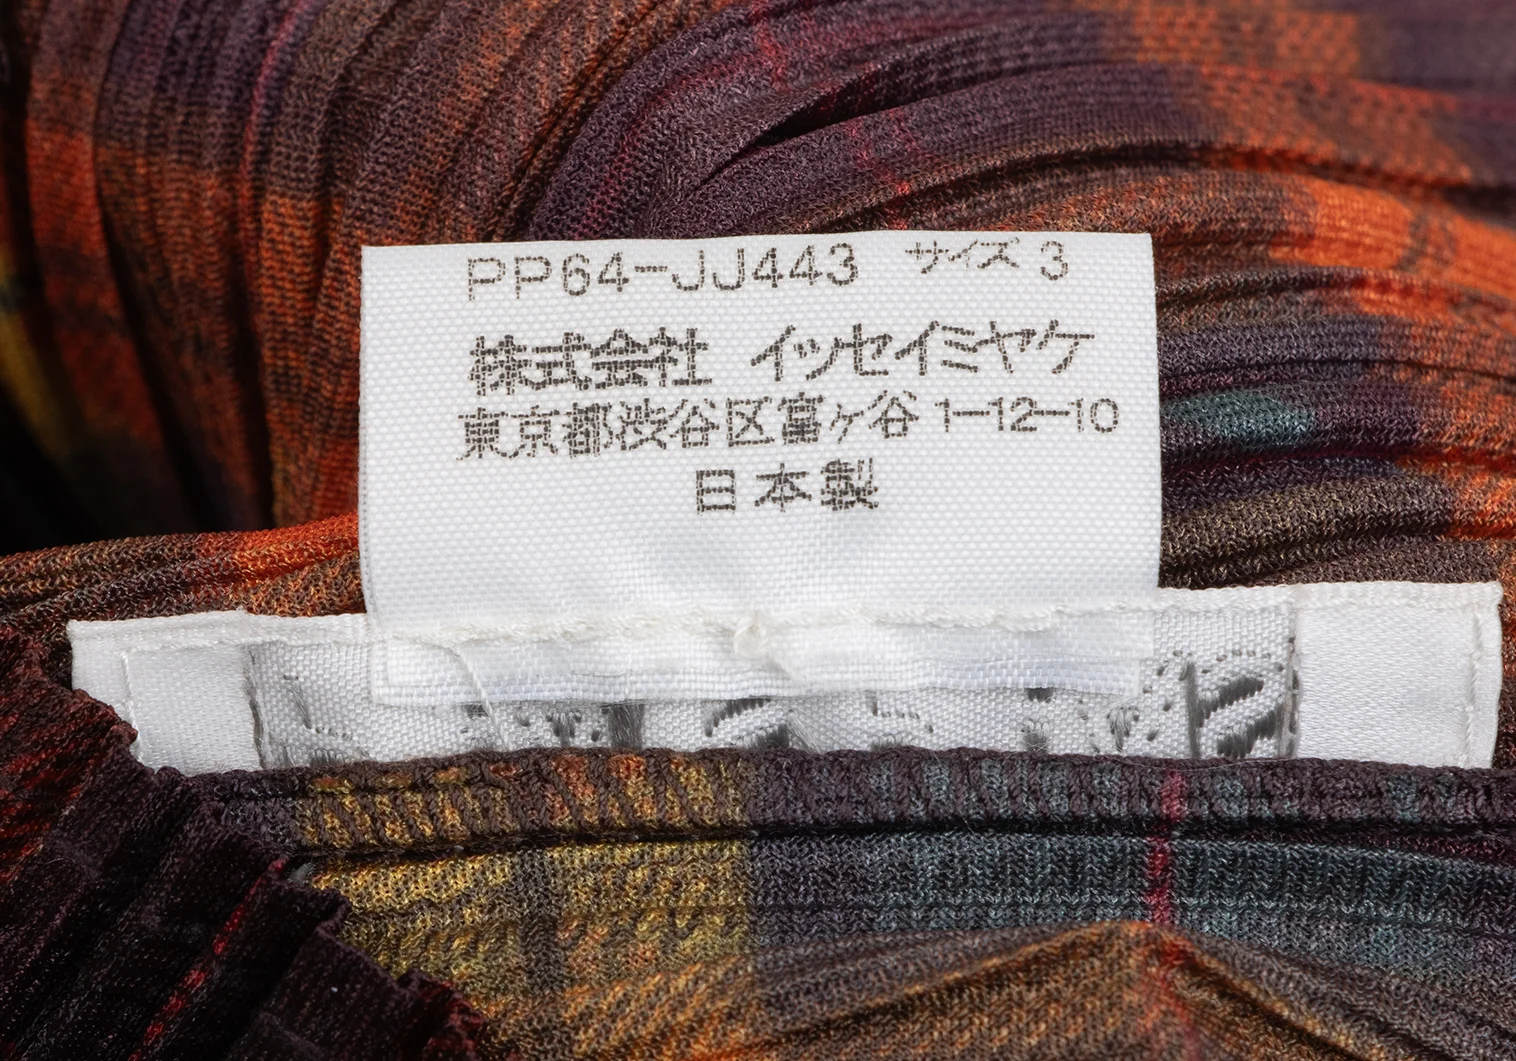 PP64-JJ443 サイズ 3
株式会社 イッセイミヤケ
東京都渋谷区富ヶ谷 1-12-10
日本製